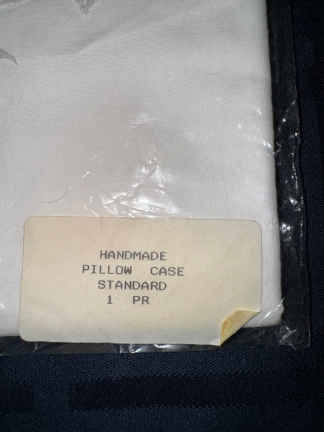 HANDMADE
PILLOW CASE
STANDARD
1 PR